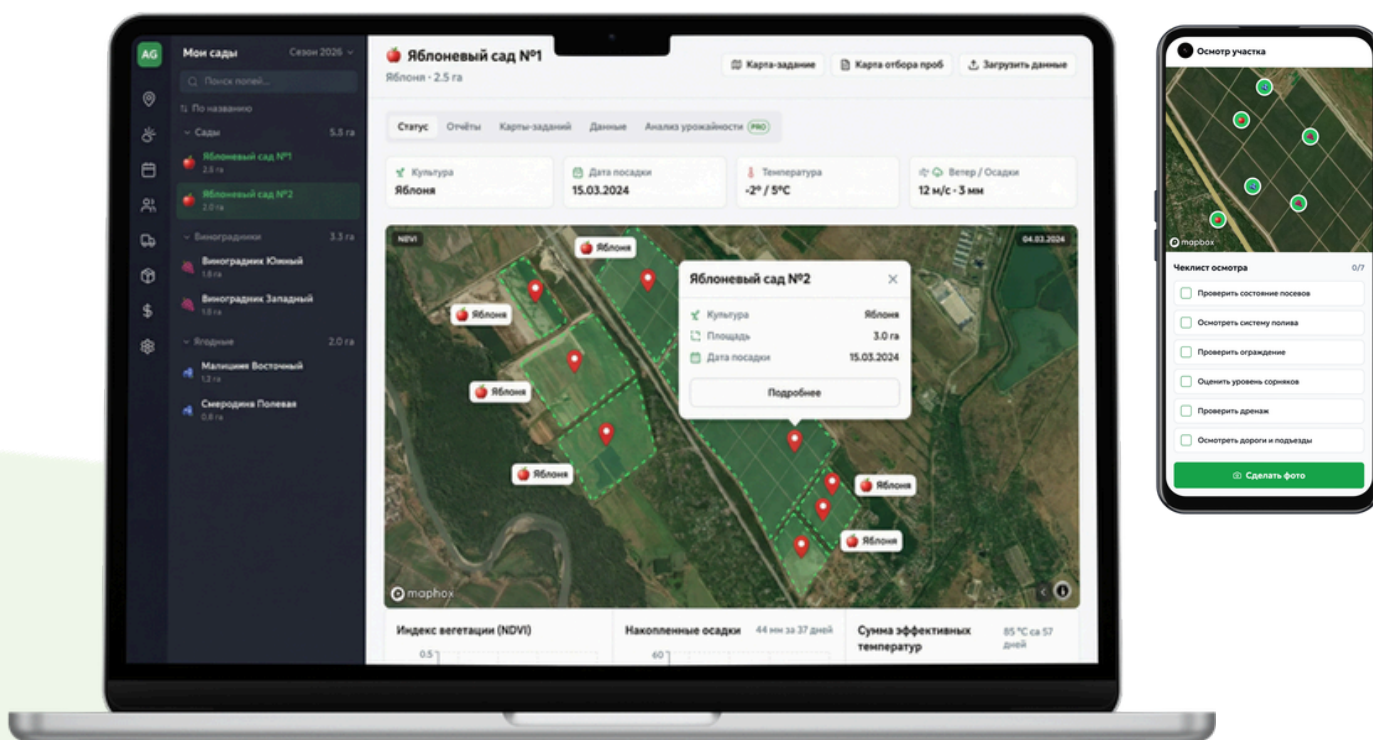 AG
Мои сады
Сезон 2026
Поиск полей...
По названию
Сады 5.5 га
Яблоневый сад №1
2.5 га
Яблоневый сад №2
2.0 га
Виноградники 3.3 га
Виноградник Южный
1.8 га
Виноградник Западный
1.8 га
Ягодные 2.0 га
Малицния Восточный
1.2 га
Смеродина Полевая
0.8 га
Яблоневый сад №1
Яблоня · 2.5 га
Карта-задание
Карта отбора проб
Загрузить данные
Статус Отчёты Карты-заданий Данные Анализ урожайности PRO
Культура
Яблоня
Дата посадки
15.03.2024
Температура
-2° / 5°C
Ветер / Осадки
12 м/с · 3 мм
NEVI
04.03.2024
Яблоня
Яблоня
Яблоня
Яблоня
Яблоневый сад №2
Культура Яблоня
Площадь 3.0 га
Дата посадки 15.03.2024
Подробнее
Яблоня
Яблоня
maphox
Индекс вегетации (NDVI)
0.5
Накопленные осадки 44 мм за 37 дней
60
Сумма эффективных температур
85 °C са 57 дней
Осмотр участка
mapbox
Чеклист осмотра 0/7
Проверить состояние посевов
Осмотреть систему полива
Проверить ограждение
Оценить уровень сорняков
Проверить дренаж
Осмотреть дороги и подъезды
Сделать фото